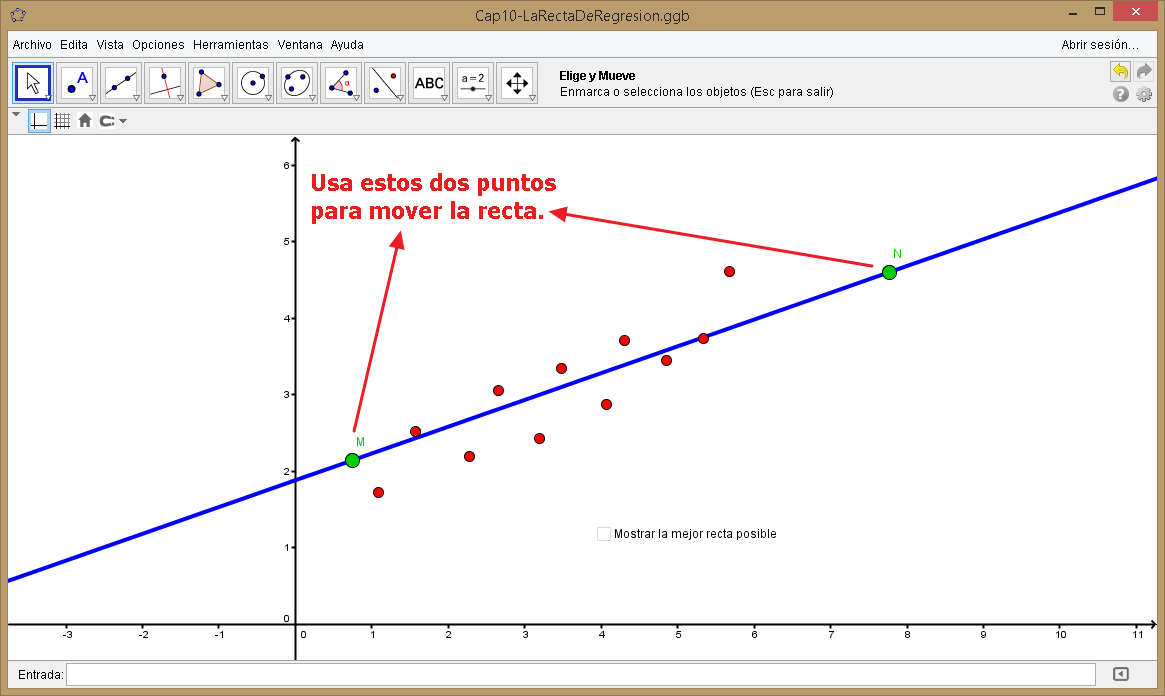 Cap10-LaRectaDeRegresion.ggb
Archivo Edita Vista Opciones Herramientas Ventana Ayuda Abrir sesión...
A
α
ABC
a=2
Elige y Mueve
Enmarca o selecciona los objetos (Esc para salir)
?
Usa estos dos puntos
para mover la recta.
6
5
4
3
2
1
0
N
M
Mostrar la mejor recta posible
-3 -2 -1 0 1 2 3 4 5 6 7 8 9 10 11
Entrada: